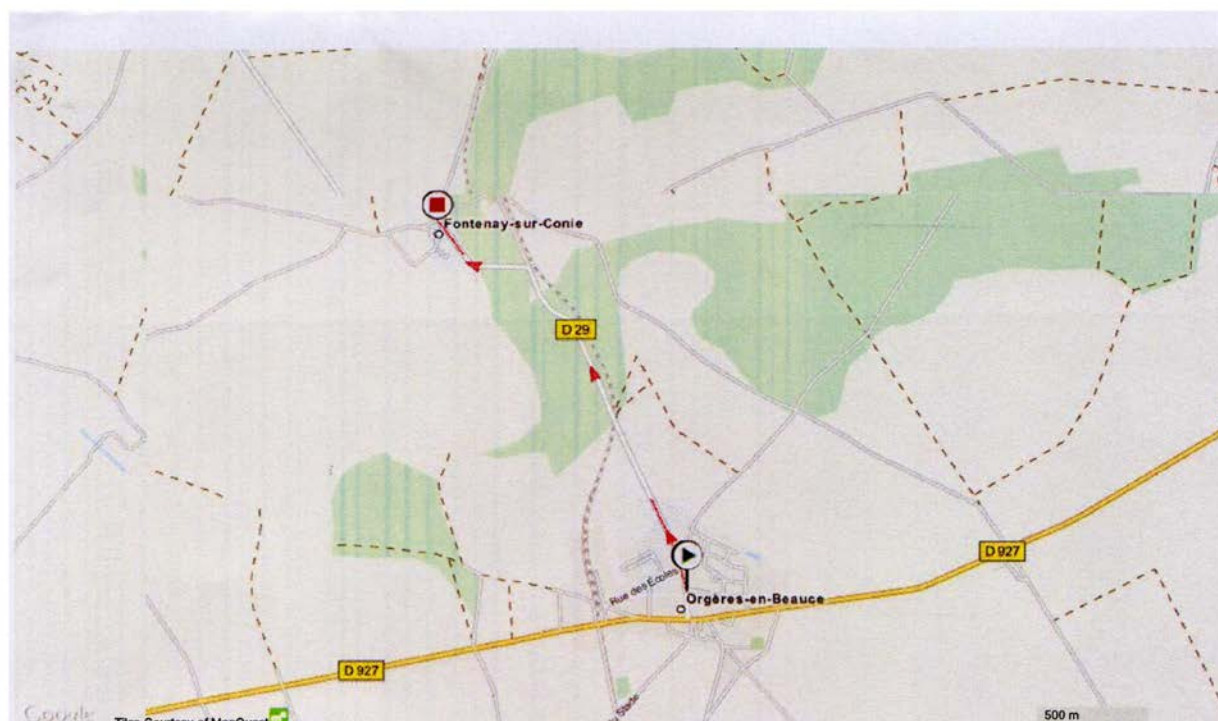 Fontenay-sur-Conie
D 29
D 927
Rue des Écoles
Orgères-en-Beauce
D 927
Google
Tiles Courtesy of MapQuest
500 m